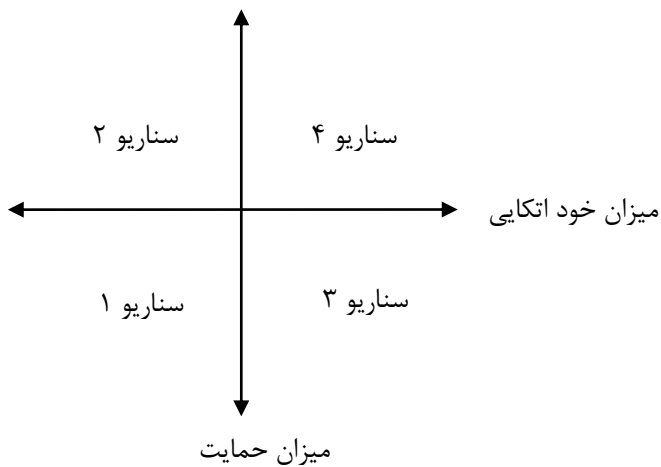 سناریو ۴
سناریو ۲
میزان خود اتکایی
سناریو ۳
سناریو ۱
میزان حمایت